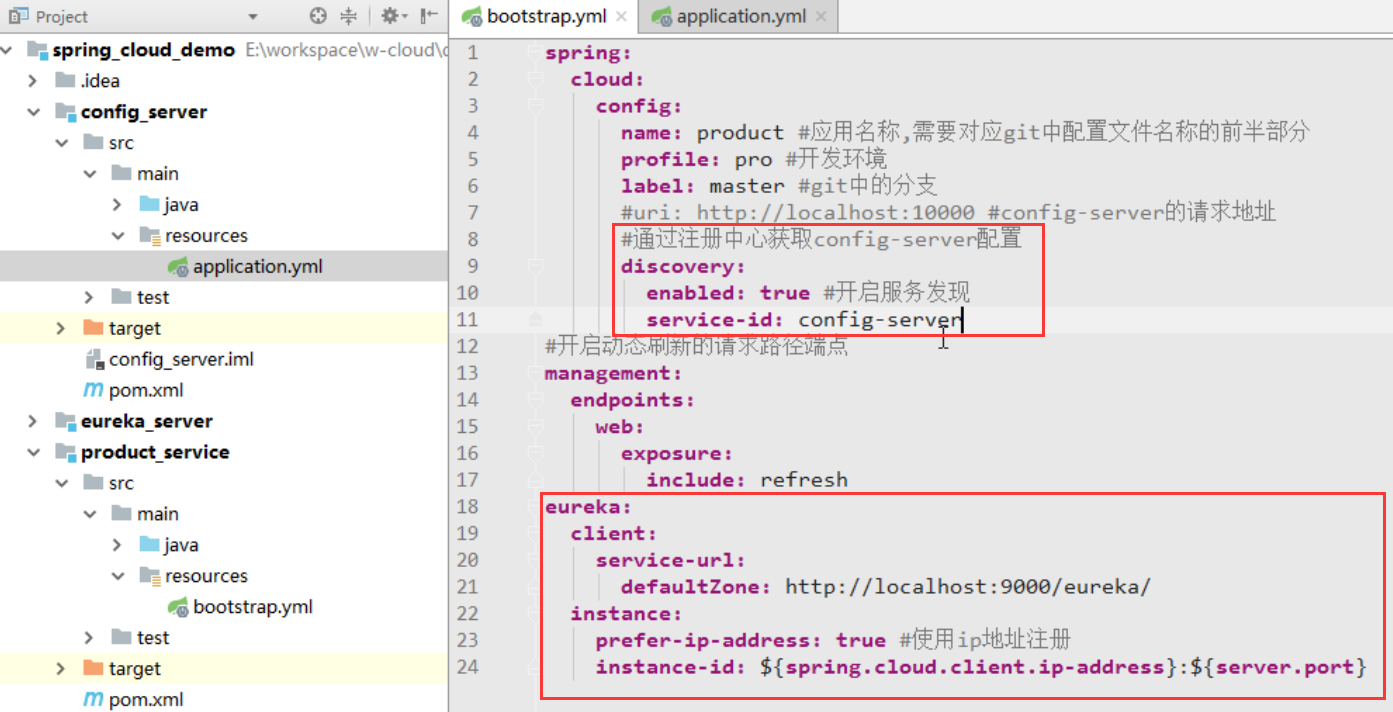 Project
spring_cloud_demo E:\workspace\w-cloud\
.idea
config_server
src
main
java
resources
application.yml
test
target
config_server.iml
pom.xml
eureka_server
product_service
src
main
java
resources
bootstrap.yml
test
target
pom.xml
bootstrap.yml
application.yml
1 spring:
2   cloud:
3     config:
4       name: product #应用名称,需要对应git中配置文件名称的前半部分
5       profile: pro #开发环境
6       label: master #git中的分支
7       #uri: http://localhost:10000 #config-server的请求地址
8       #通过注册中心获取config-server配置
9       discovery:
10         enabled: true #开启服务发现
11         service-id: config-server
12 #开启动态刷新的请求路径端点
13 management:
14   endpoints:
15     web:
16       exposure:
17         include: refresh
18 eureka:
19   client:
20     service-url:
21       defaultZone: http://localhost:9000/eureka/
22   instance:
23     prefer-ip-address: true #使用ip地址注册
24     instance-id: ${spring.cloud.client.ip-address}:${server.port}